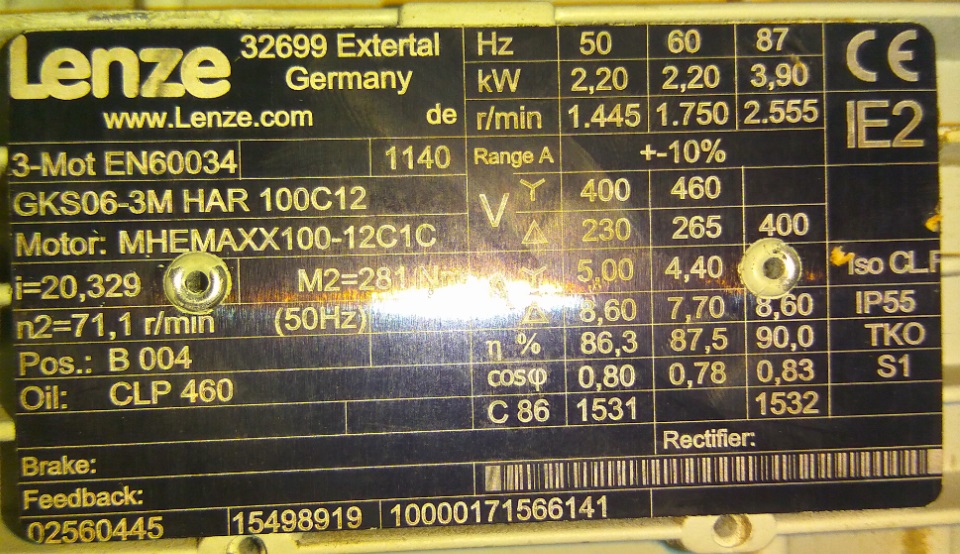 Lenze 32699 Extertal
Germany
www.Lenze.com de
3~Mot EN60034 1140
GKS06-3M HAR 100C12
Motor: MHEMAXX100-12C1C
i=20,329 M2=281 Nm
n2=71,1 r/min (50Hz)
Pos.: B 004
Oil: CLP 460
Brake:
Feedback:
02560445 15498919 10000171566141
Hz 50 60 87
kW 2,20 2,20 3,90
r/min 1.445 1.750 2.555
Range A +-10%
V Y 400 460
△ 230 265 400
Y 5,00 4,40
△ 8,60 7,70 8,60
η % 86,3 87,5 90,0
cosφ 0,80 0,78 0,83
C 86 1531 1532
Rectifier:
CE
IE2
Iso CLF
IP55
TKO
S1